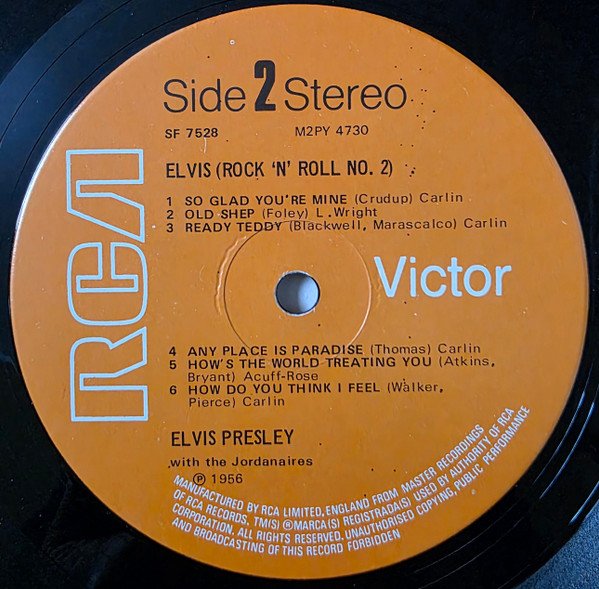 Side 2 Stereo
SF 7528 M2PY 4730
ELVIS (ROCK 'N' ROLL NO. 2)
1 SO GLAD YOU'RE MINE (Crudup) Carlin
2 OLD SHEP (Foley) L.Wright
3 READY TEDDY (Blackwell, Marascalco) Carlin
RCA
Victor
4 ANY PLACE IS PARADISE (Thomas) Carlin
5 HOW'S THE WORLD TREATING YOU (Atkins,
Bryant) Acuff-Rose
6 HOW DO YOU THINK I FEEL (Walker,
Pierce) Carlin
ELVIS PRESLEY
with the Jordanaires
℗ 1956
MANUFACTURED BY RCA LIMITED, ENGLAND FROM MASTER RECORDINGS
OF RCA RECORDS. TM(S) ® MARCA(S) REGISTRADA(S) USED BY AUTHORITY OF RCA
CORPORATION. ALL RIGHTS RESERVED. UNAUTHORISED COPYING, PUBLIC PERFORMANCE
AND BROADCASTING OF THIS RECORD FORBIDDEN